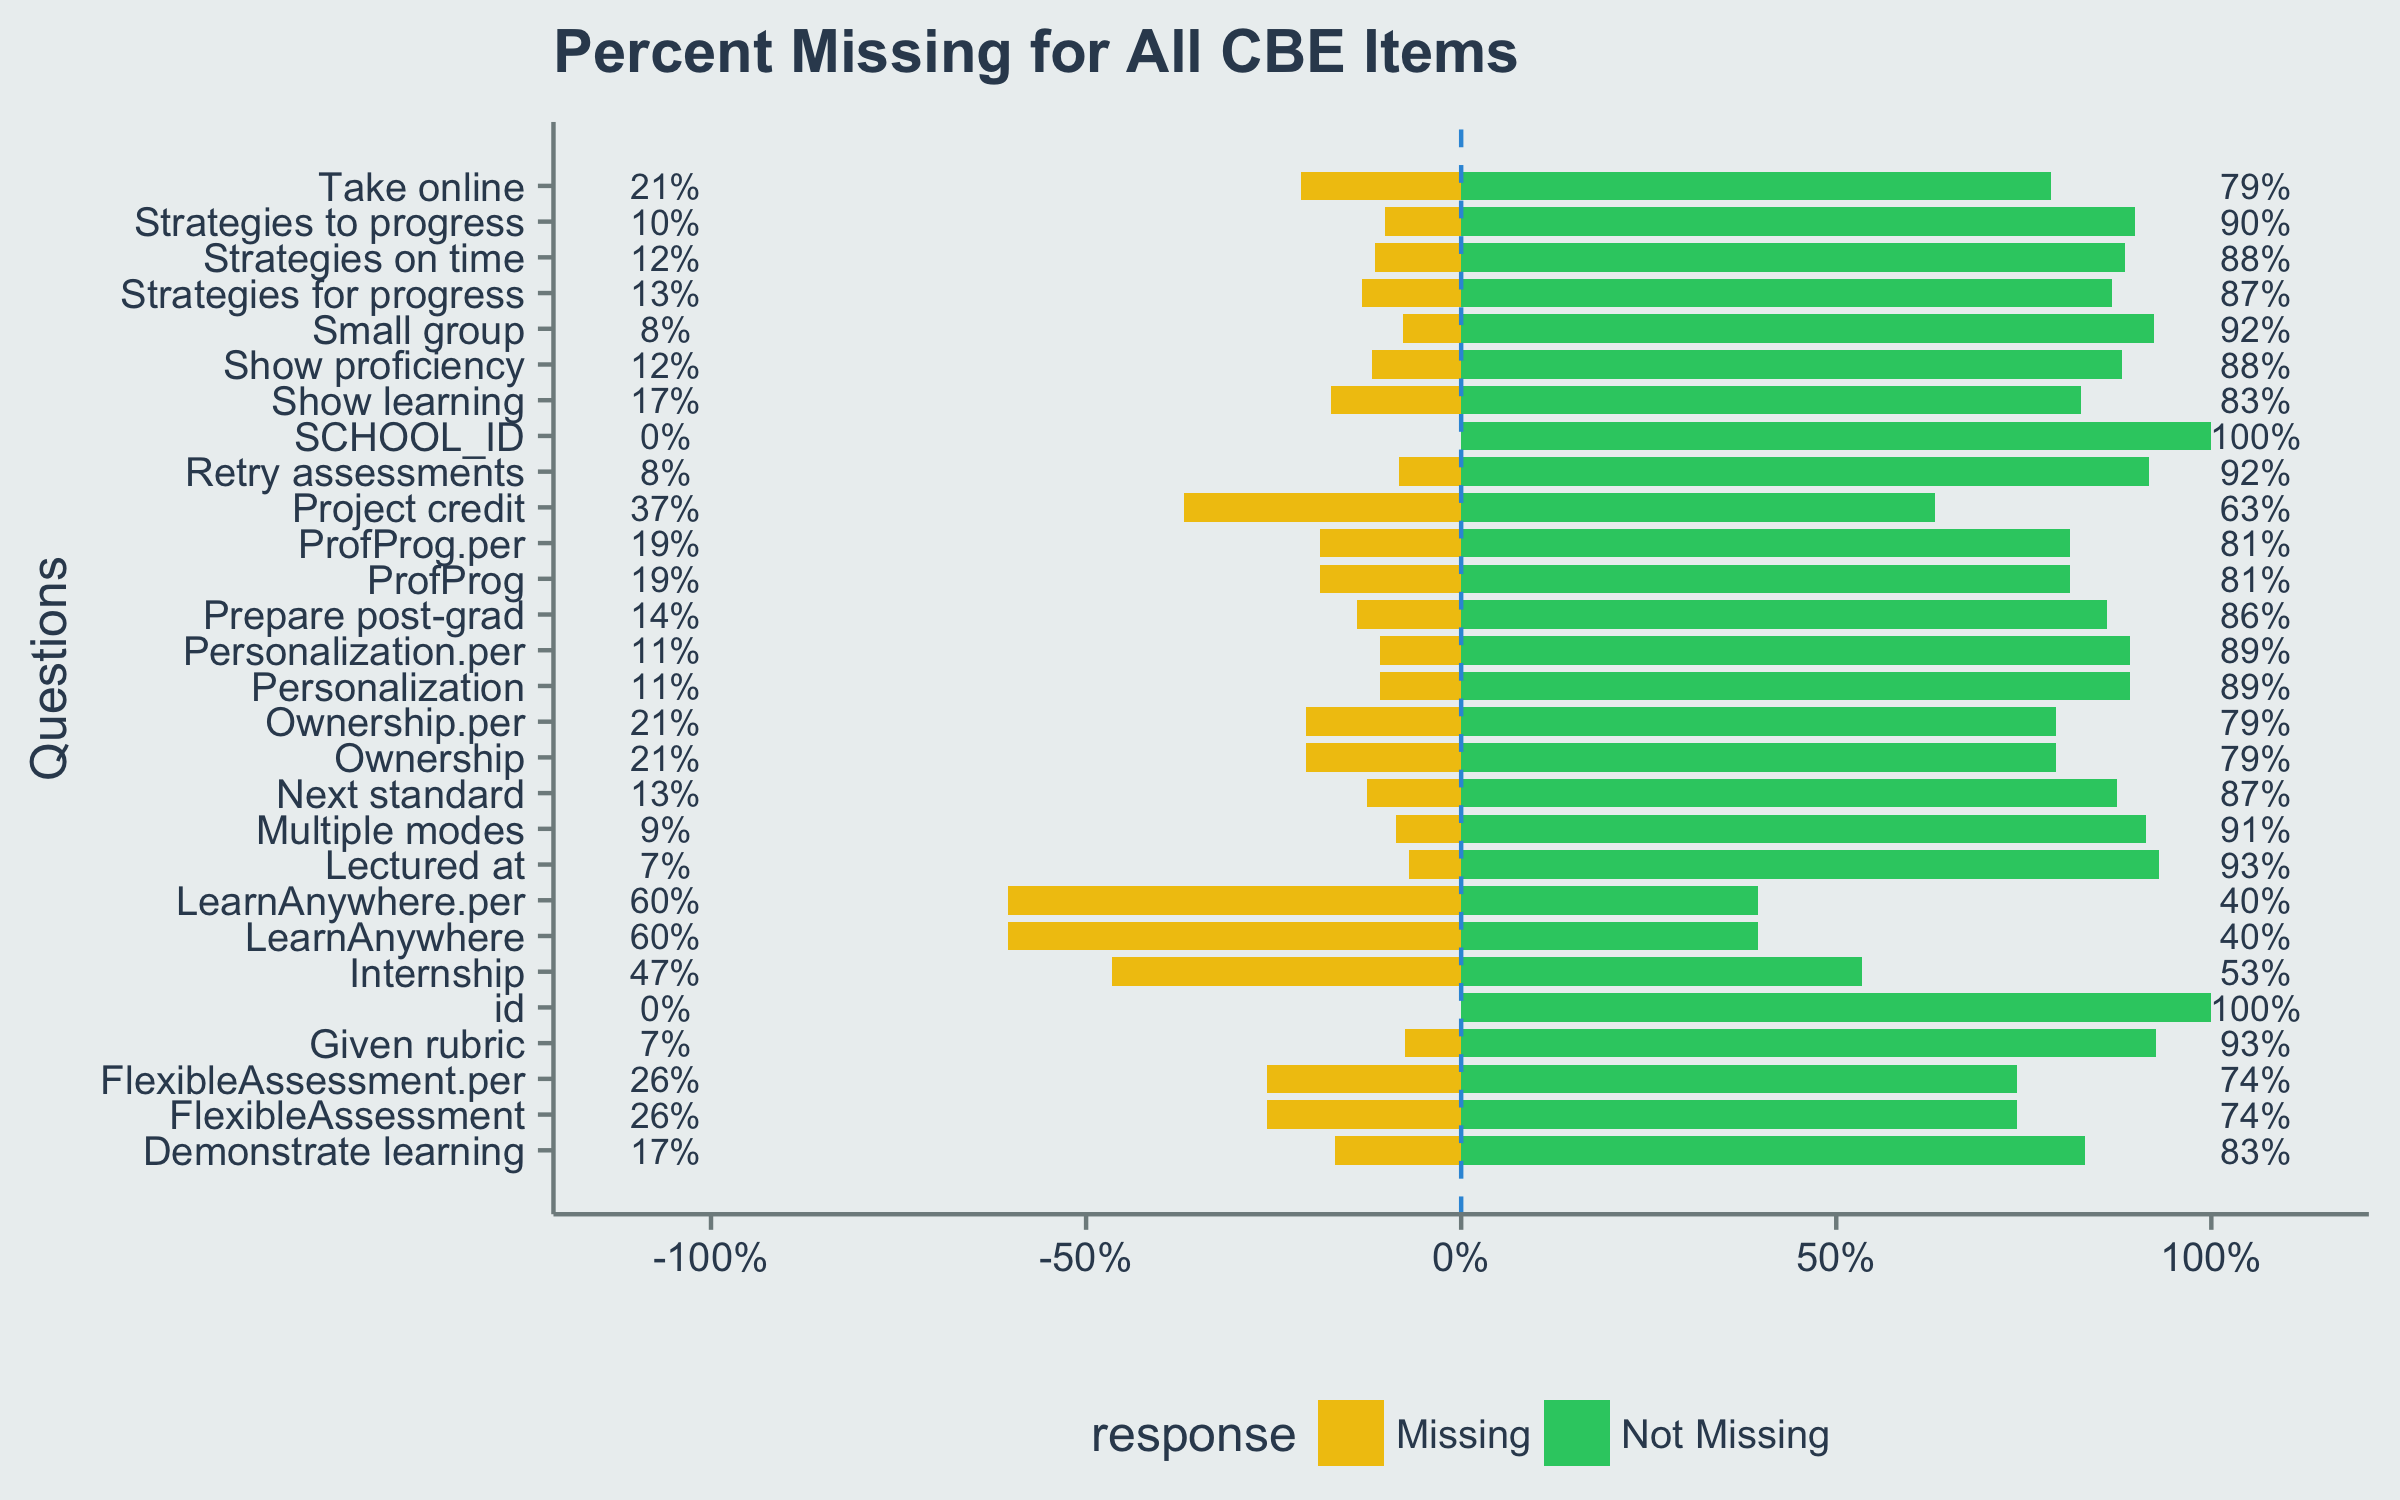 Percent Missing for All CBE Items
Questions
Take online 21% 79%
Strategies to progress 10% 90%
Strategies on time 12% 88%
Strategies for progress 13% 87%
Small group 8% 92%
Show proficiency 12% 88%
Show learning 17% 83%
SCHOOL_ID 0% 100%
Retry assessments 8% 92%
Project credit 37% 63%
ProfProg.per 19% 81%
ProfProg 19% 81%
Prepare post-grad 14% 86%
Personalization.per 11% 89%
Personalization 11% 89%
Ownership.per 21% 79%
Ownership 21% 79%
Next standard 13% 87%
Multiple modes 9% 91%
Lectured at 7% 93%
LearnAnywhere.per 60% 40%
LearnAnywhere 60% 40%
Internship 47% 53%
id 0% 100%
Given rubric 7% 93%
FlexibleAssessment.per 26% 74%
FlexibleAssessment 26% 74%
Demonstrate learning 17% 83%
-100% -50% 0% 50% 100%
response Missing Not Missing